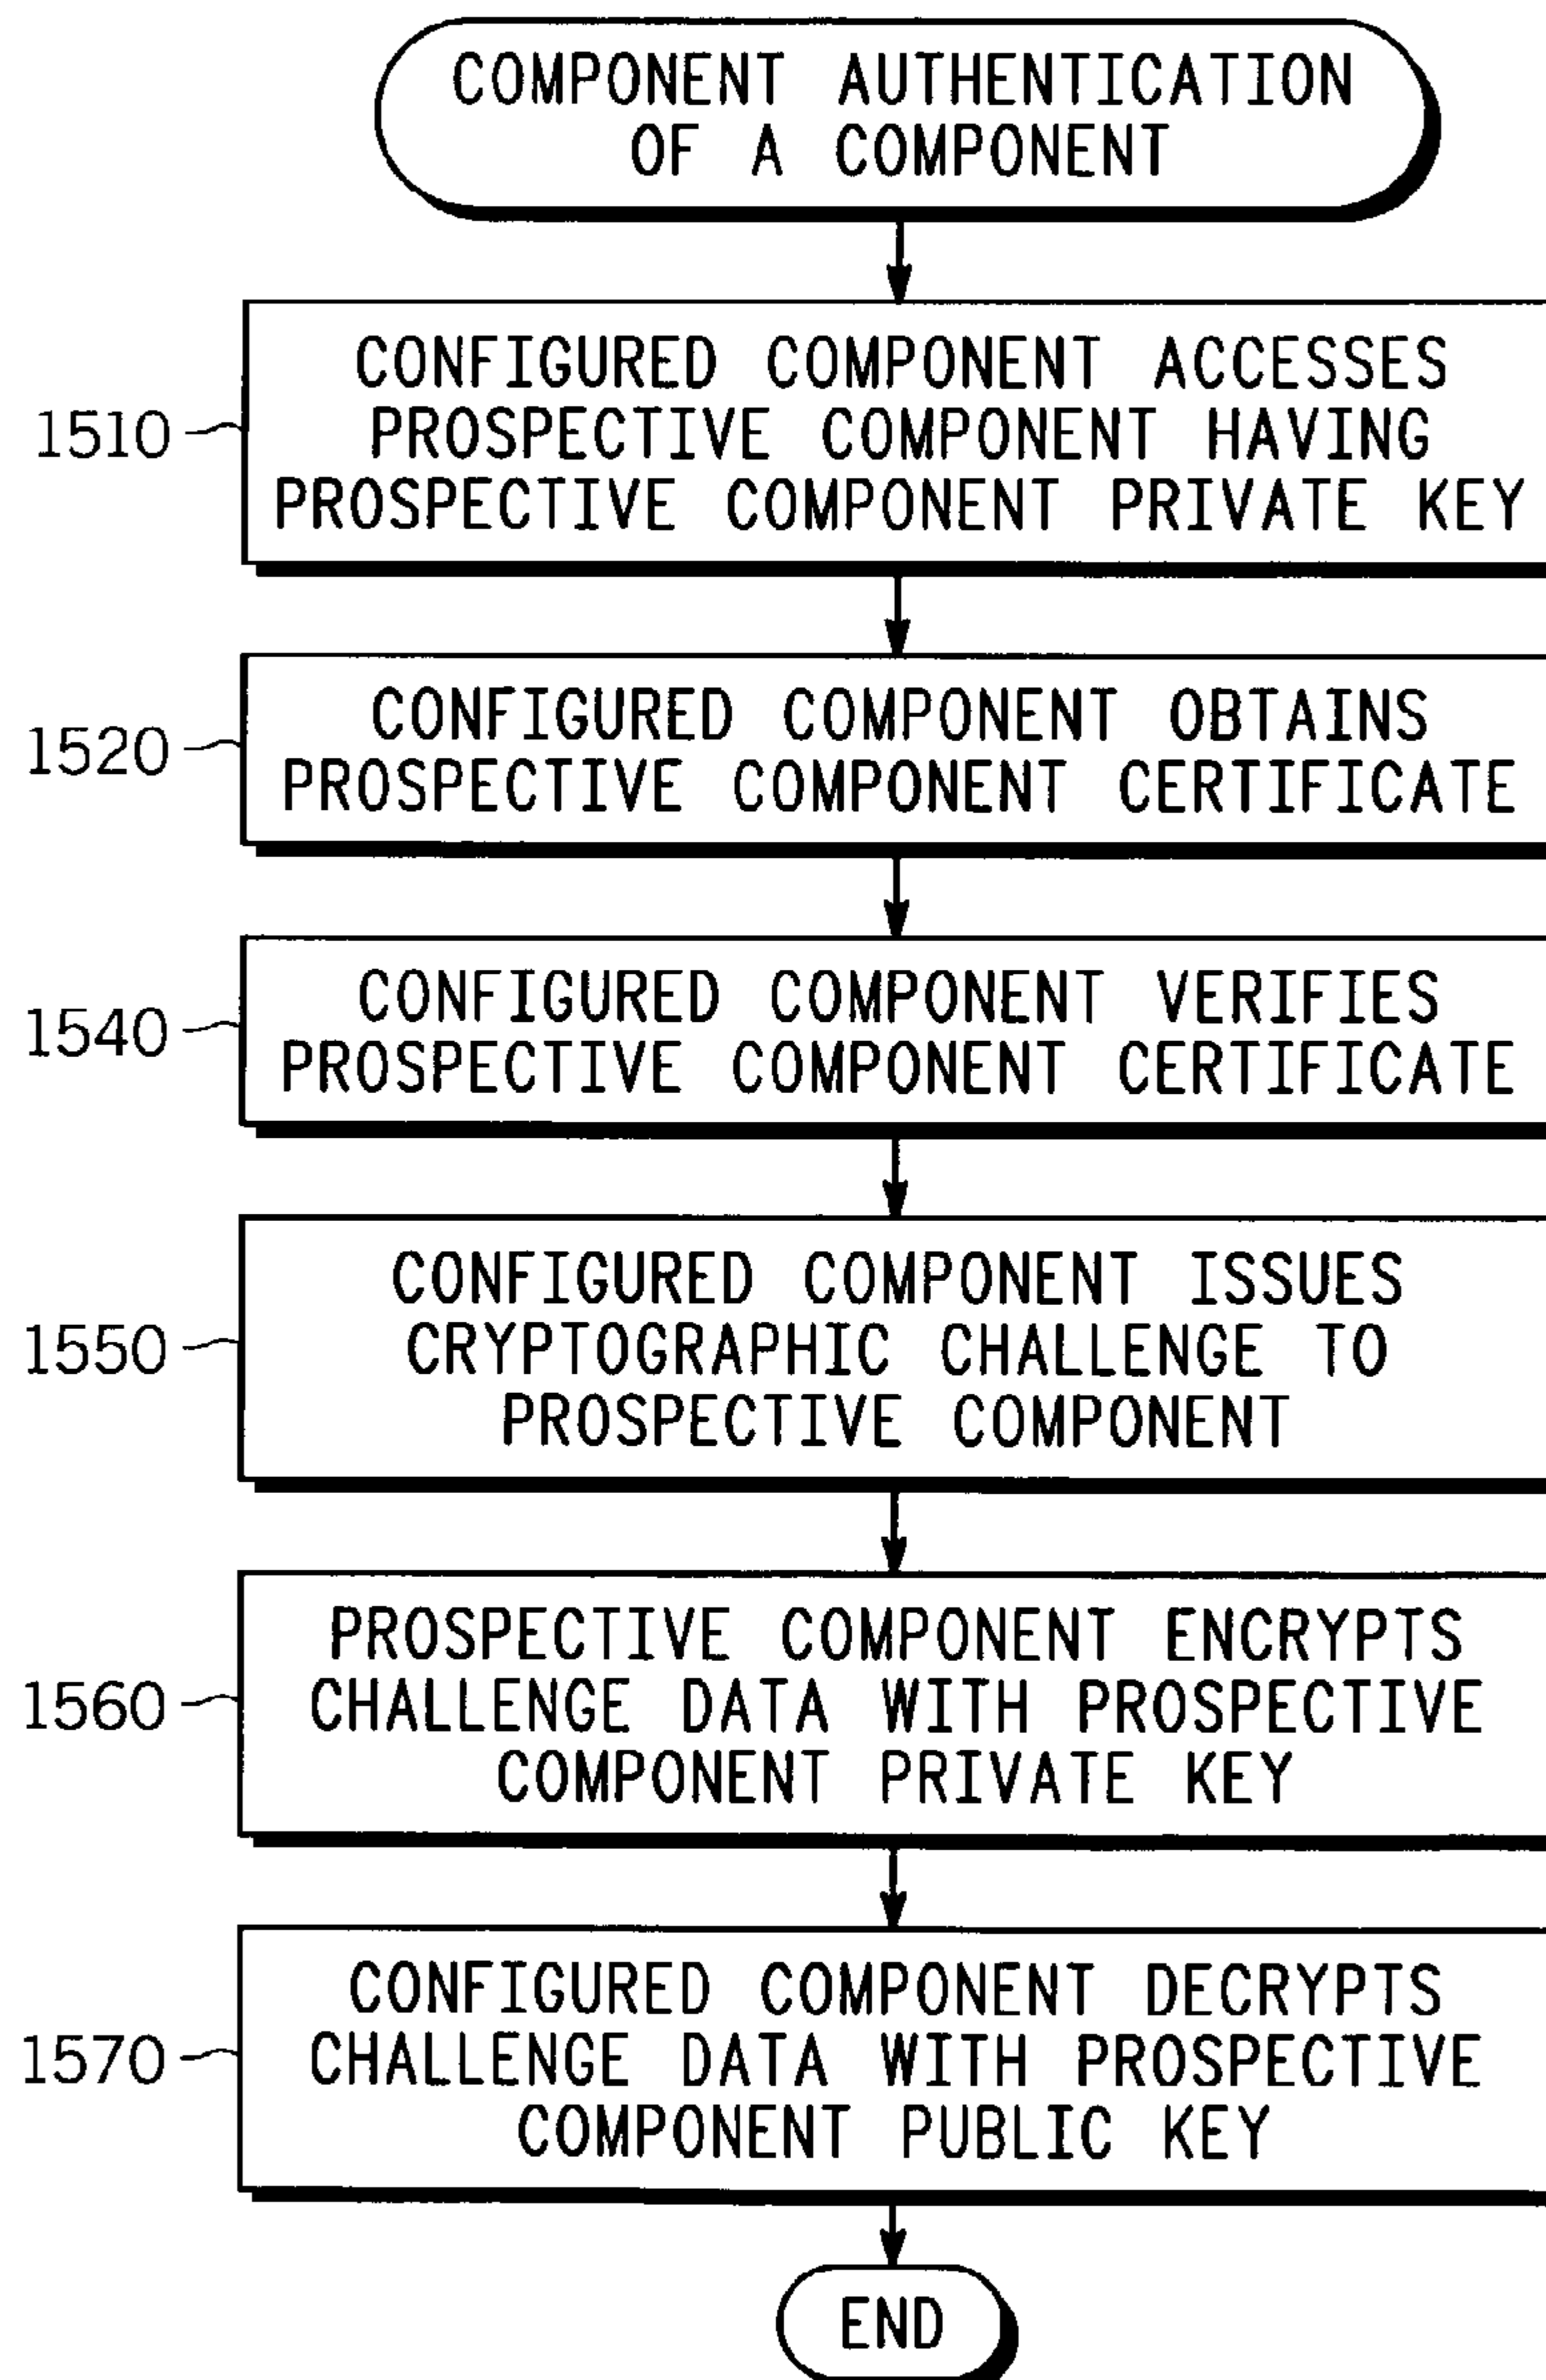 COMPONENT AUTHENTICATION
OF A COMPONENT
CONFIGURED COMPONENT ACCESSES
1510
PROSPECTIVE COMPONENT HAVING
PROSPECTIVE COMPONENT PRIVATE KEY
CONFIGURED COMPONENT OBTAINS
1520
PROSPECTIVE COMPONENT CERTIFICATE
CONFIGURED COMPONENT VERIFIES
1540
PROSPECTIVE COMPONENT CERTIFICATE
CONFIGURED COMPONENT ISSUES
1550
CRYPTOGRAPHIC CHALLENGE TO
PROSPECTIVE COMPONENT
PROSPECTIVE COMPONENT ENCRYPTS
1560
CHALLENGE DATA WITH PROSPECTIVE
COMPONENT PRIVATE KEY
CONFIGURED COMPONENT DECRYPTS
1570
CHALLENGE DATA WITH PROSPECTIVE
COMPONENT PUBLIC KEY
END